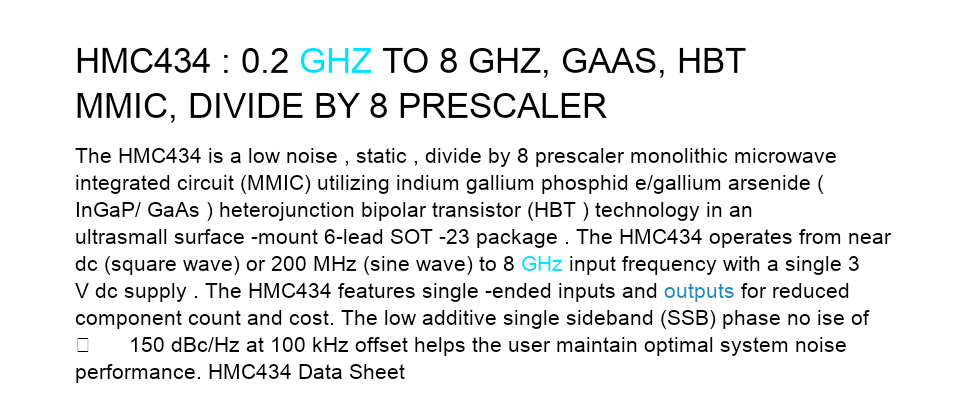 HMC434 : 0.2 GHZ TO 8 GHZ, GAAS, HBT
MMIC, DIVIDE BY 8 PRESCALER
The HMC434 is a low noise , static , divide by 8 prescaler monolithic microwave
integrated circuit (MMIC) utilizing indium gallium phosphid e/gallium arsenide (
InGaP/ GaAs ) heterojunction bipolar transistor (HBT ) technology in an
ultrasmall surface -mount 6-lead SOT -23 package . The HMC434 operates from near
dc (square wave) or 200 MHz (sine wave) to 8 GHz input frequency with a single 3
V dc supply . The HMC434 features single -ended inputs and outputs for reduced
component count and cost. The low additive single sideband (SSB) phase no ise of
150 dBc/Hz at 100 kHz offset helps the user maintain optimal system noise
performance. HMC434 Data Sheet